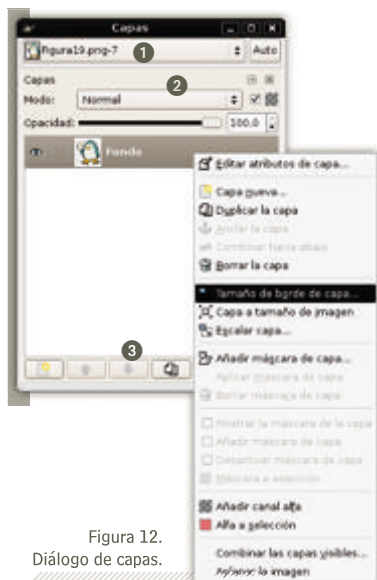 Capas
Figura19.png-7
1
Auto
Capas
2
Modo:
Normal
Opacidad:
100,0
Fondo
3
Editar atributos de capa...
Capa nueva...
Duplicar la capa
Anclar la capa
Combinar hacia abajo
Borrar la capa
Tamaño de borde de capa...
Capa a tamaño de imagen
Escalar capa...
Añadir máscara de capa...
Aplicar máscara de capa
Borrar máscara de capa
Mostrar la máscara de la capa
Añadir máscara de capa
Desactivar máscara de capa
Máscara a selección
Añadir canal alfa
Alfa a selección
Combinar las capas visibles...
Aplanar la imagen
Figura 12.
Diálogo de capas.